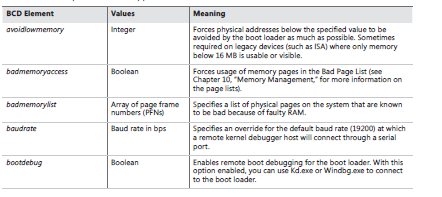 BCD Element Values Meaning
avoidlowmemory Integer Forces physical addresses below the specified value to be
avoided by the boot loader as much as possible. Sometimes
required on legacy devices (such as ISA) where only memory
below 16 MB is usable or visible.
badmemoryaccess Boolean Forces usage of memory pages in the Bad Page List (see
Chapter 10, "Memory Management," for more information on
the page lists).
badmemorylist Array of page frame Specifies a list of physical pages on the system that are known
numbers (PFNs) to be bad because of faulty RAM.
baudrate Baud rate in bps Specifies an override for the default baud rate (19200) at which
a remote kernel debugger host will connect through a serial
port.
bootdebug Boolean Enables remote boot debugging for the boot loader. With this
option enabled, you can use Kd.exe or Windbg.exe to connect
to the boot loader.